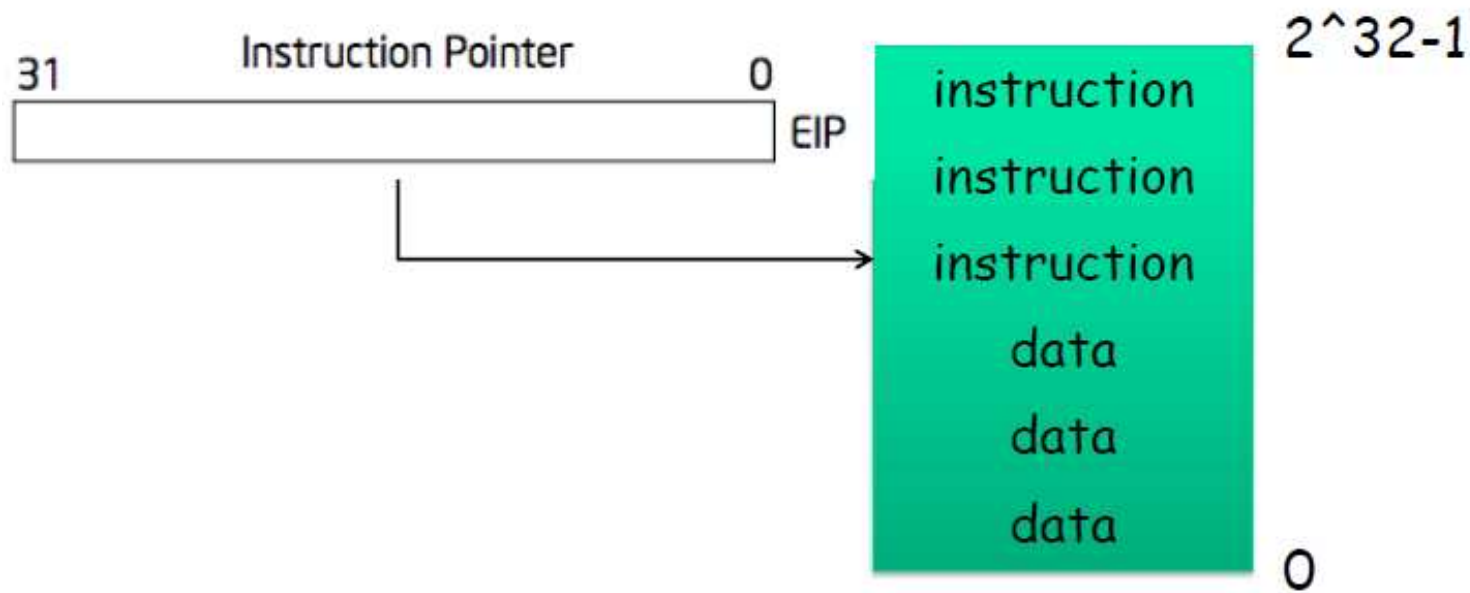 Instruction Pointer
31
0
EIP
2^32-1
instruction
instruction
instruction
data
data
data
0